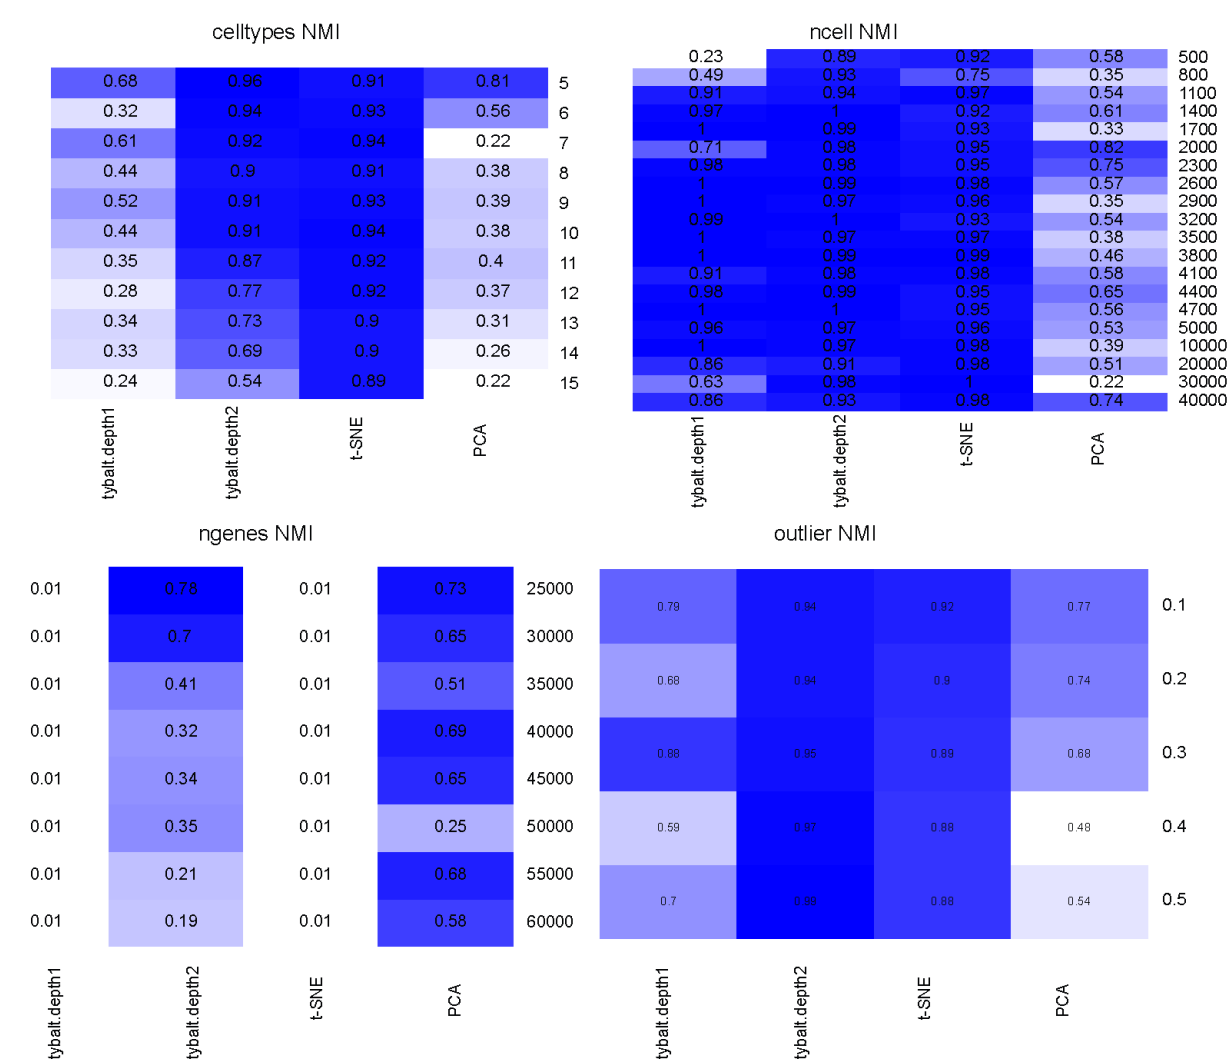 celltypes NMI
0.68 0.96 0.91 0.81 5
0.32 0.94 0.93 0.56 6
0.61 0.92 0.94 0.22 7
0.44 0.9 0.91 0.38 8
0.52 0.91 0.93 0.39 9
0.44 0.91 0.94 0.38 10
0.35 0.87 0.92 0.4 11
0.28 0.77 0.92 0.37 12
0.34 0.73 0.9 0.31 13
0.33 0.69 0.9 0.26 14
0.24 0.54 0.89 0.22 15
tybalt.depth1 tybalt.depth2 t-SNE PCA
ncell NMI
0.23 0.89 0.92 0.58 500
0.49 0.93 0.75 0.35 800
0.91 0.94 0.97 0.54 1100
0.97 1 0.92 0.61 1400
1 0.99 0.93 0.33 1700
0.71 0.98 0.95 0.82 2000
0.98 0.98 0.95 0.75 2300
1 0.99 0.98 0.57 2600
1 0.97 0.96 0.35 2900
0.99 1 0.93 0.54 3200
1 0.97 0.97 0.38 3500
1 0.99 0.99 0.46 3800
0.91 0.98 0.98 0.58 4100
0.98 0.99 0.95 0.65 4400
1 1 0.95 0.56 4700
0.96 0.97 0.96 0.53 5000
1 0.97 0.98 0.39 10000
0.86 0.91 0.98 0.51 20000
0.63 0.98 1 0.22 30000
0.86 0.93 0.98 0.74 40000
tybalt.depth1 tybalt.depth2 t-SNE PCA
ngenes NMI
0.01 0.78 0.01 0.73 25000
0.01 0.7 0.01 0.65 30000
0.01 0.41 0.01 0.51 35000
0.01 0.32 0.01 0.69 40000
0.01 0.34 0.01 0.65 45000
0.01 0.35 0.01 0.25 50000
0.01 0.21 0.01 0.68 55000
0.01 0.19 0.01 0.58 60000
tybalt.depth1 tybalt.depth2 t-SNE PCA
outlier NMI
0.79 0.94 0.92 0.77 0.1
0.68 0.94 0.9 0.74 0.2
0.88 0.95 0.89 0.68 0.3
0.59 0.97 0.88 0.48 0.4
0.7 0.88 0.54 0.5
tybalt.depth1 tybalt.depth2 t-SNE PCA